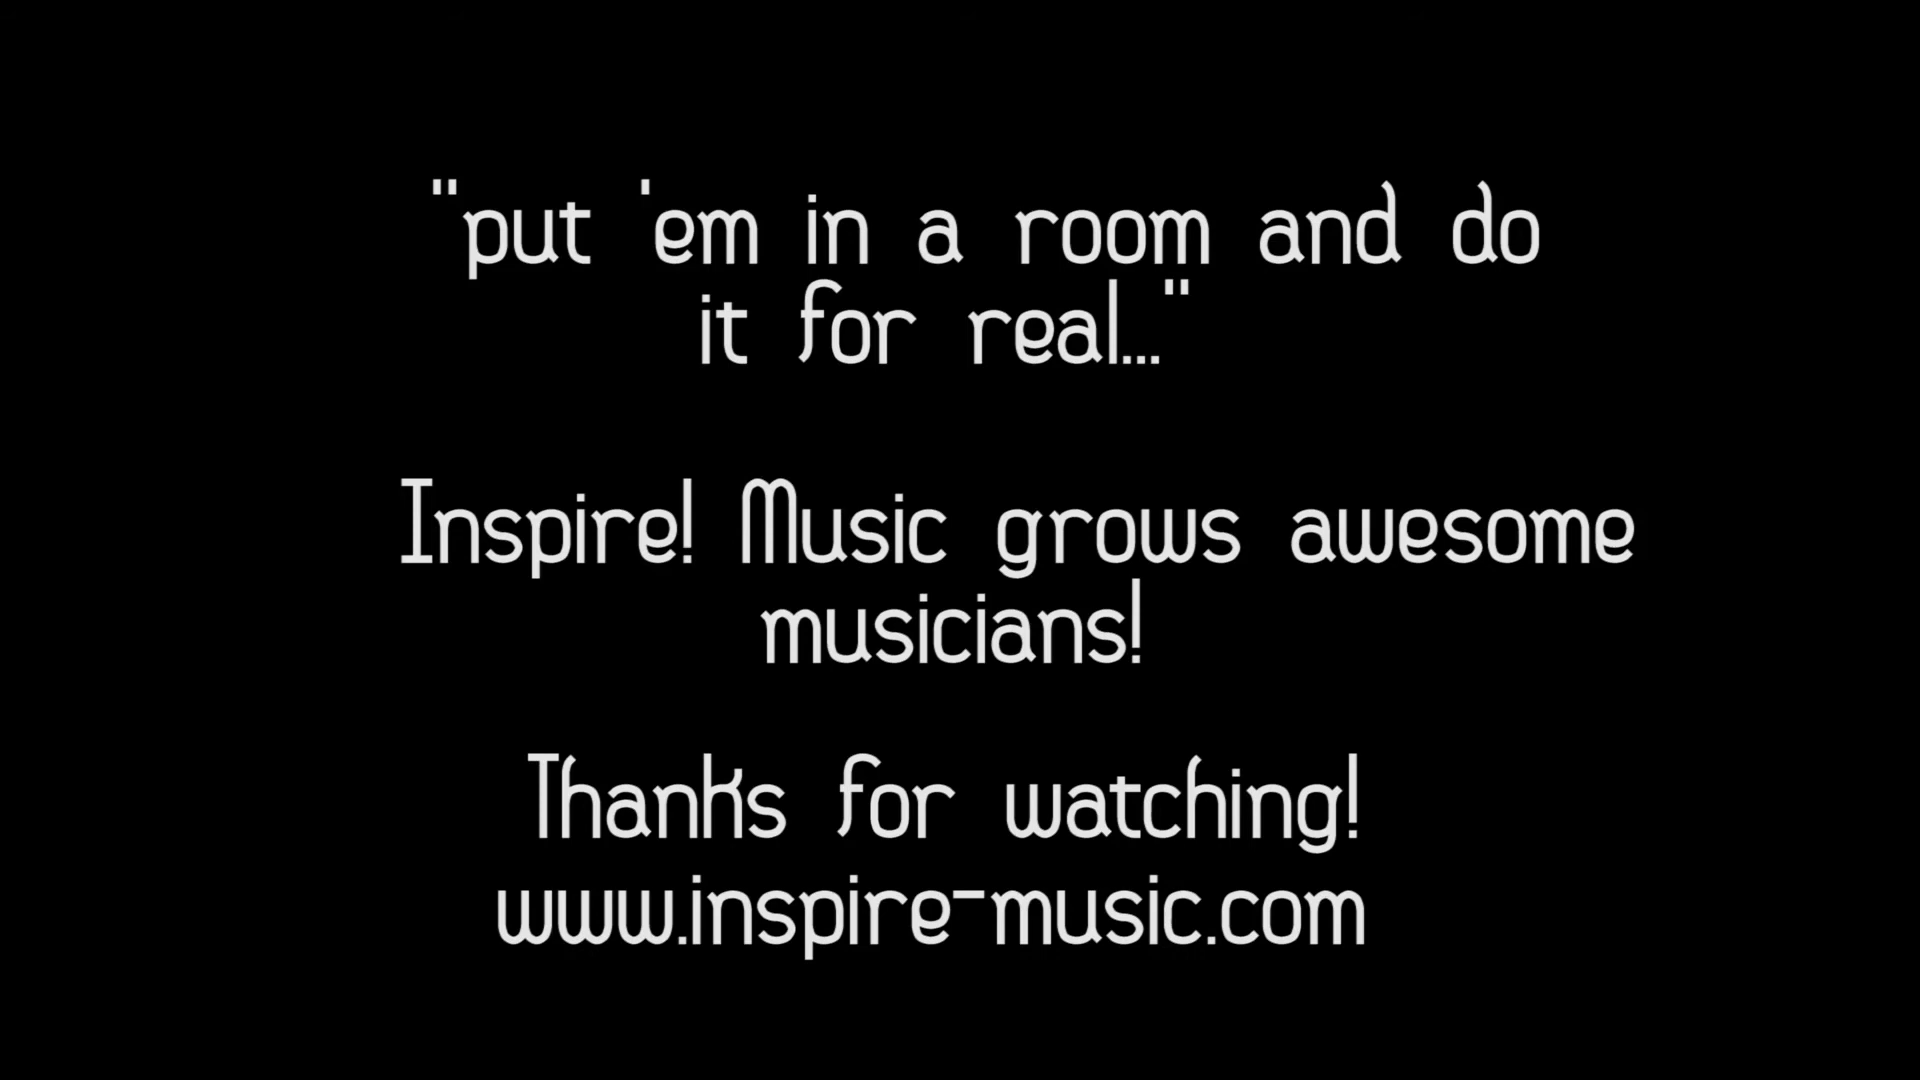 "put 'em in a room and do
it for real..."
Inspire! Music grows awesome
musicians!
Thanks for watching!
www.inspire-music.com